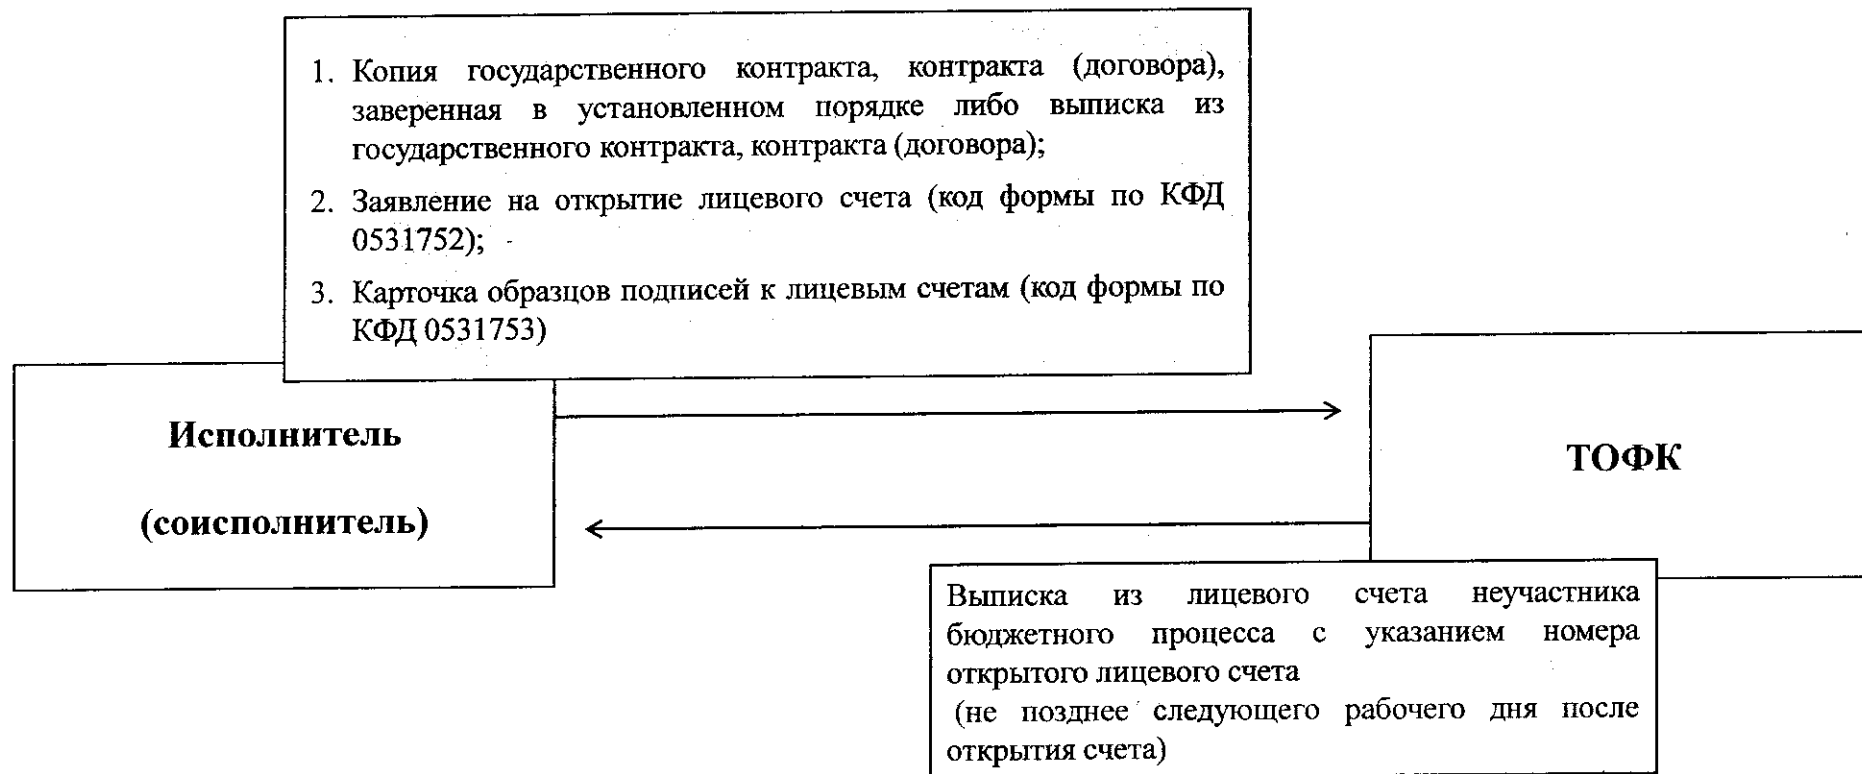 1. Копия государственного контракта, контракта (договора),
заверенная в установленном порядке либо выписка из
государственного контракта, контракта (договора);
2. Заявление на открытие лицевого счета (код формы по КФД
0531752);
3. Карточка образцов подписей к лицевым счетам (код формы по
КФД 0531753)
Исполнитель
(соисполнитель)
ТОФК
Выписка из лицевого счета неучастника
бюджетного процесса с указанием номера
открытого лицевого счета
(не позднее следующего рабочего дня после
открытия счета)